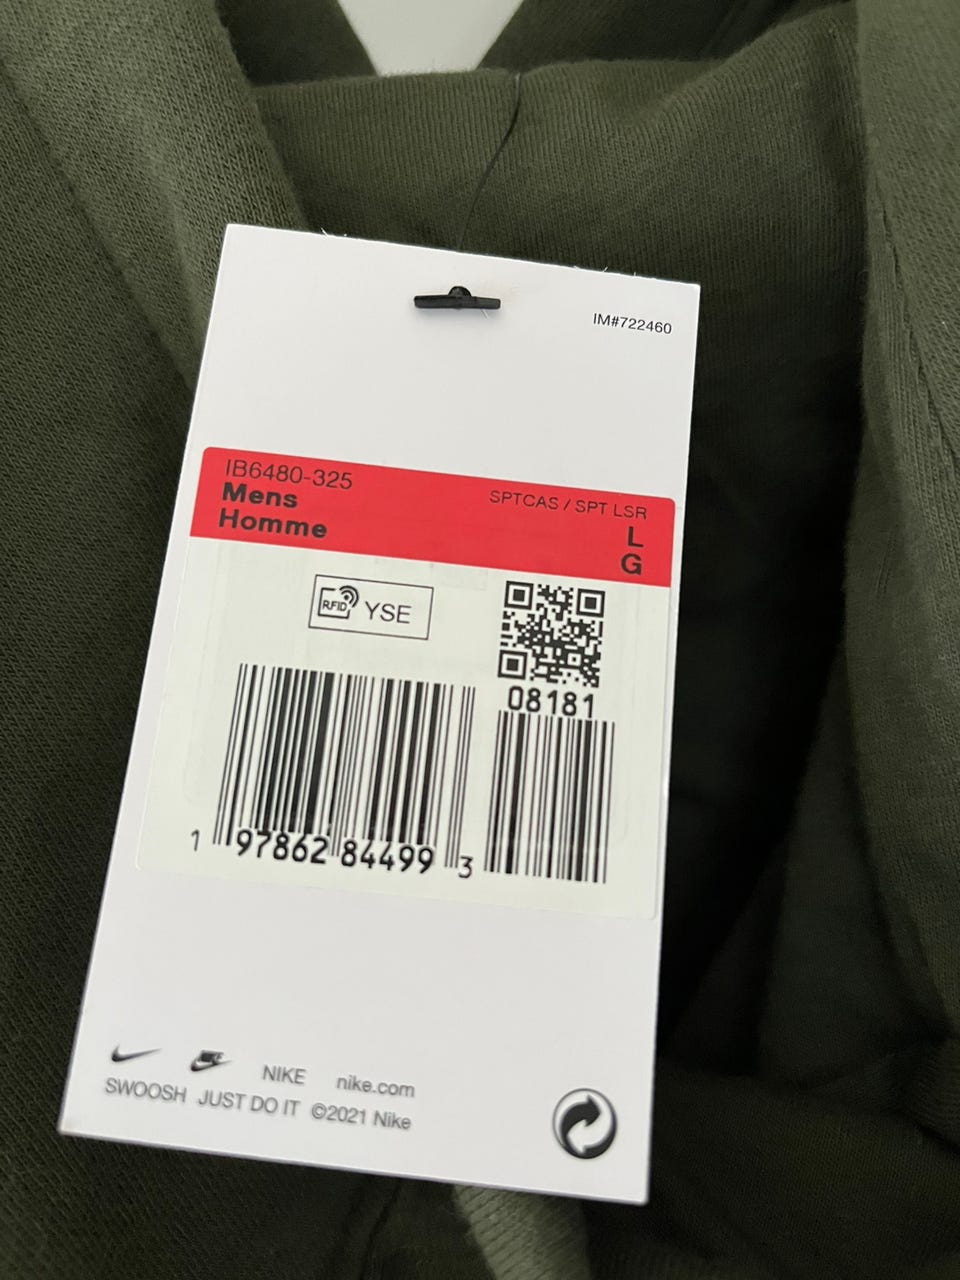 IM#722460
IB6480-325
Mens
SPTCAS / SPT LSR
Homme
L
G
RFID YSE
08181
1 97862 84499 3
NIKE nike.com
SWOOSH JUST DO IT ©2021 Nike